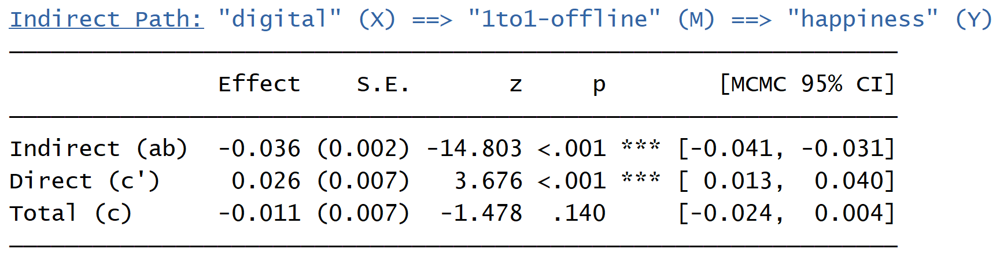 Indirect Path: "digital" (X) ==> "1to1-offline" (M) ==> "happiness" (Y)
Effect S.E. z p [MCMC 95% CI]
Indirect (ab) -0.036 (0.002) -14.803 <.001 *** [-0.041, -0.031]
Direct (c') 0.026 (0.007) 3.676 <.001 *** [ 0.013, 0.040]
Total (c) -0.011 (0.007) -1.478 .140 [-0.024, 0.004]